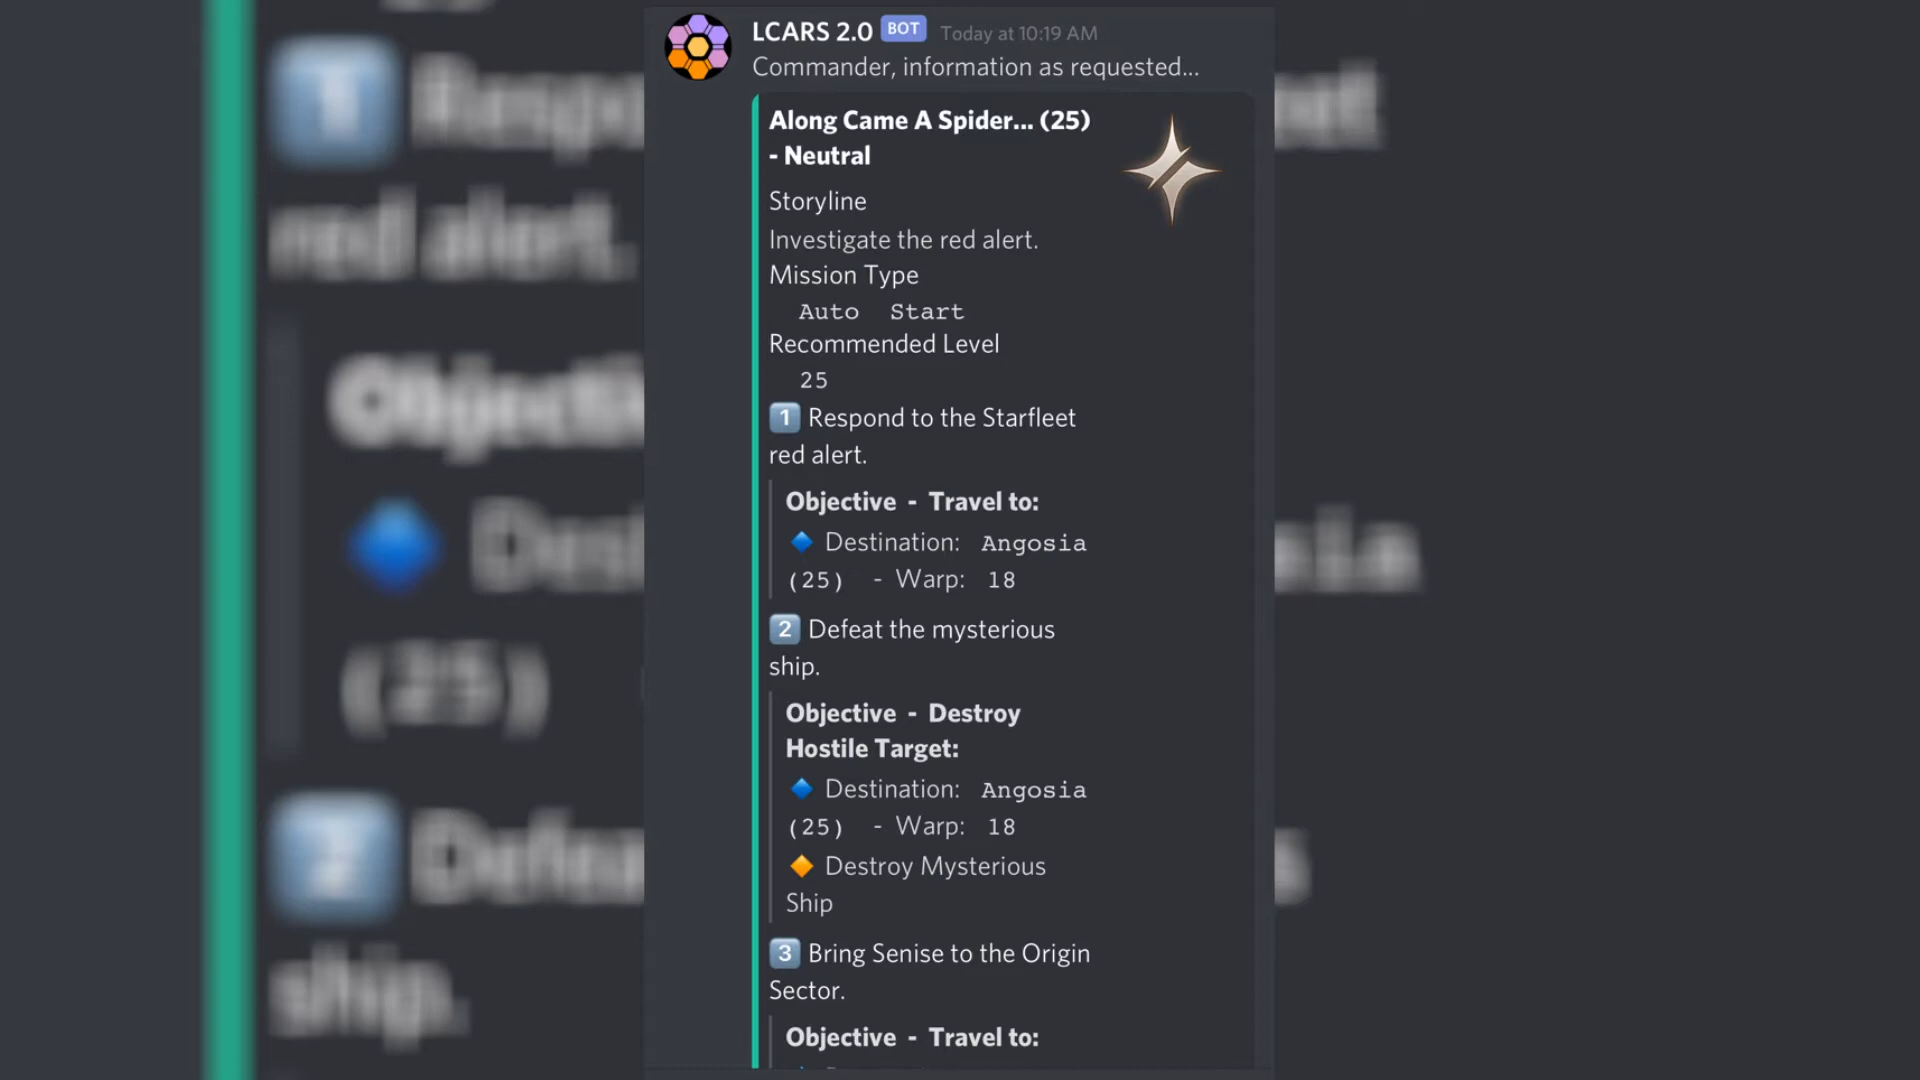 LCARS 2.0 BOT Today at 10:19 AM
Commander, information as requested...
Along Came A Spider... (25)
- Neutral
Storyline
Investigate the red alert.
Mission Type
Auto Start
Recommended Level
25
1 Respond to the Starfleet
red alert.
Objective - Travel to:
Destination: Angosia
(25) - Warp: 18
2 Defeat the mysterious
ship.
Objective - Destroy
Hostile Target:
Destination: Angosia
(25) - Warp: 18
Destroy Mysterious
Ship
3 Bring Senise to the Origin
Sector.
Objective - Travel to: